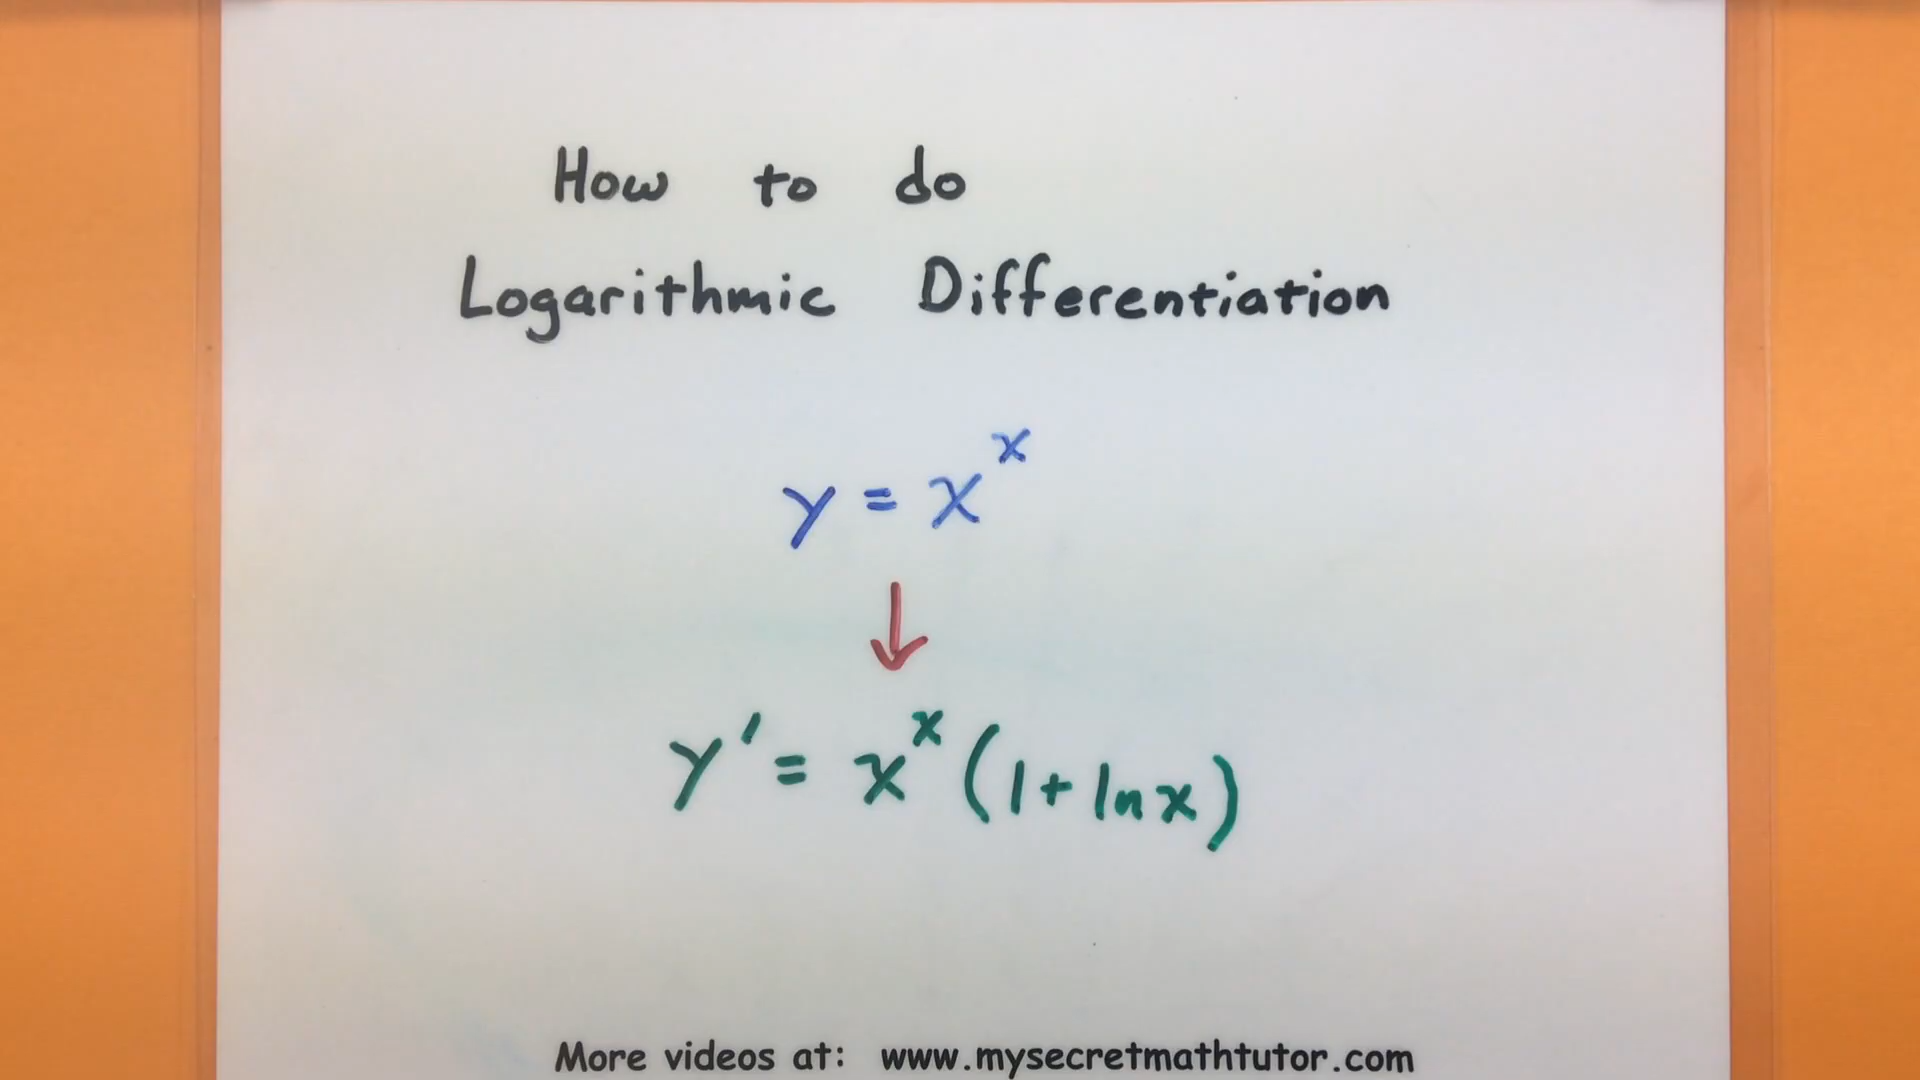 How to do
Logarithmic Differentiation
y = x^x
↓
y' = x^x (1 + ln x)
More videos at: www.mysecretmathtutor.com